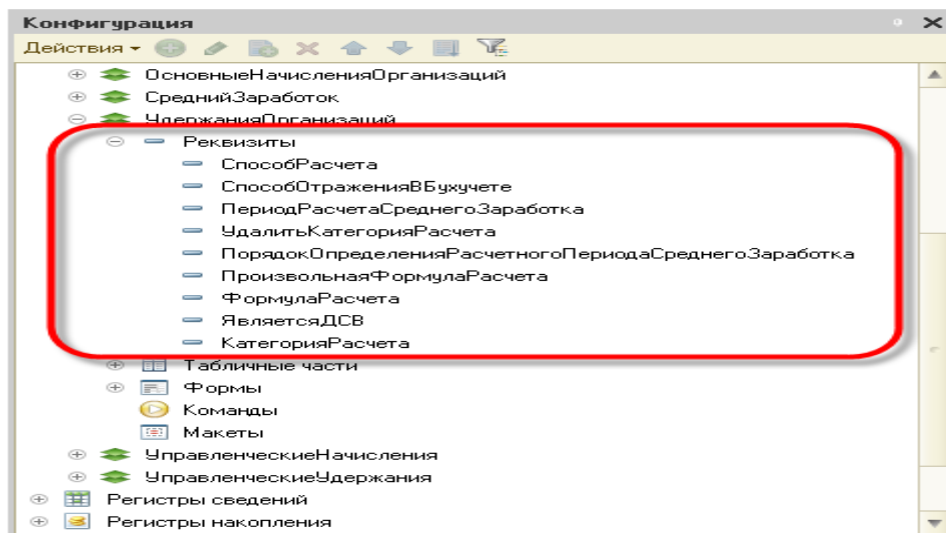 Конфигурация
Действия
ОсновныеНачисленияОрганизаций
СреднийЗаработок
УдержанияОрганизаций
Реквизиты
СпособРасчета
СпособОтраженияВБухучете
ПериодРасчетаСреднегоЗаработка
УдалитьКатегорияРасчета
ПорядокОпределенияРасчетногоПериодаСреднегоЗаработка
ПроизвольнаяФормулаРасчета
ФормулаРасчета
ЯвляетсяДСВ
КатегорияРасчета
Табличные части
Формы
Команды
Макеты
УправленческиеНачисления
УправленческиеУдержания
Регистры сведений
Регистры накопления